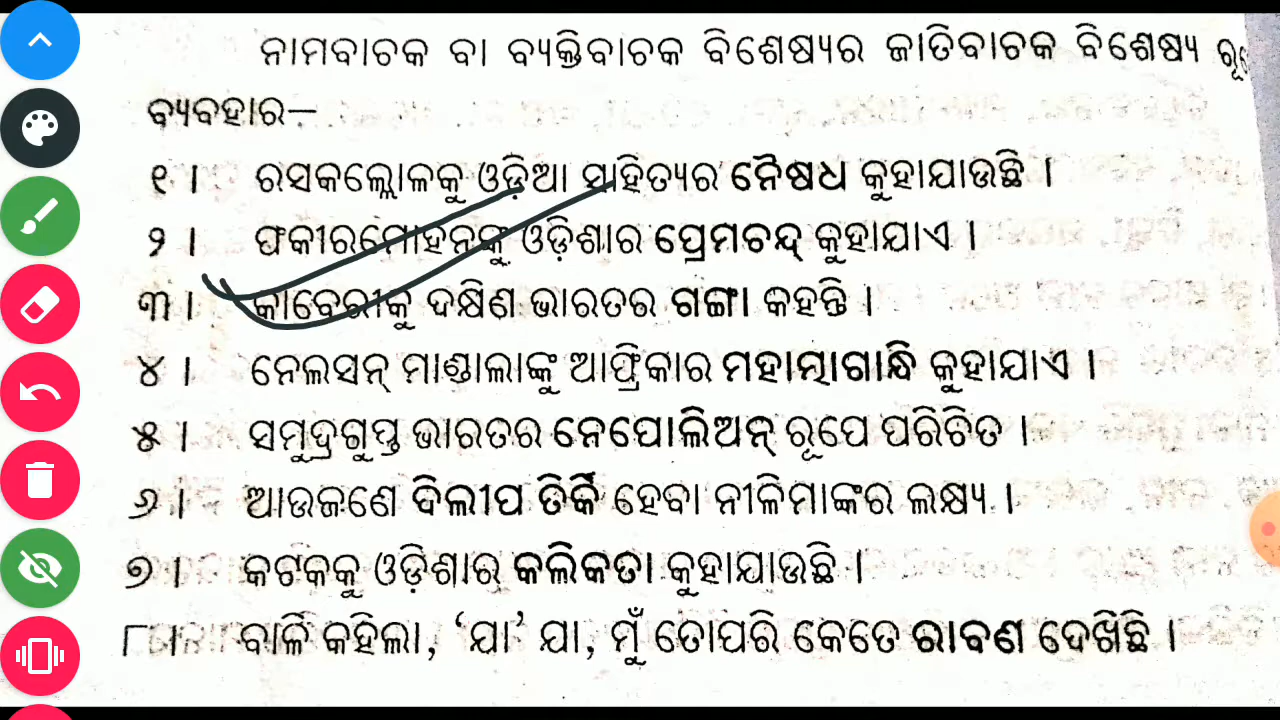 ନାମବାଚକ ବା ବ୍ୟକ୍ତିବାଚକ ବିଶେଷ୍ୟର ଜାତିବାଚକ ବିଶେଷ୍ୟ
ବ୍ୟବହାର—
୧ । ରସକଲ୍ଲୋଳକୁ ଓଡ଼ିଆ ସାହିତ୍ୟର ନୈଷଧ କୁହାଯାଉଛି ।
୨ । ଫକୀରମୋହନଙ୍କୁ ଓଡ଼ିଶାର ପ୍ରେମଚନ୍ଦ୍ କୁହାଯାଏ ।
୩ । କାବେରୀକୁ ଦକ୍ଷିଣ ଭାରତର ଗଙ୍ଗା କହନ୍ତି ।
୪ । ନେଲସନ୍ ମାଣ୍ଡାଲାଙ୍କୁ ଆଫ୍ରିକାର ମହାତ୍ମାଗାନ୍ଧି କୁହାଯାଏ ।
୫ । ସମୁଦ୍ରଗୁପ୍ତ ଭାରତର ନେପୋଲିଅନ୍ ରୂପେ ପରିଚିତ ।
୬ । ଆଉଜଣେ ଦିଲୀପ ତିର୍କି ହେବା ନୀଳିମାଙ୍କର ଲକ୍ଷ୍ୟ ।
୭ । କଟକକୁ ଓଡ଼ିଶାର୍ କଲିକତା କୁହାଯାଉଛି ।
୮ । ବାଳି କହିଲା, ‘ଯା’ ଯା, ମୁଁ ତୋପରି କେତେ ରାବଣ ଦେଖିଛି ।